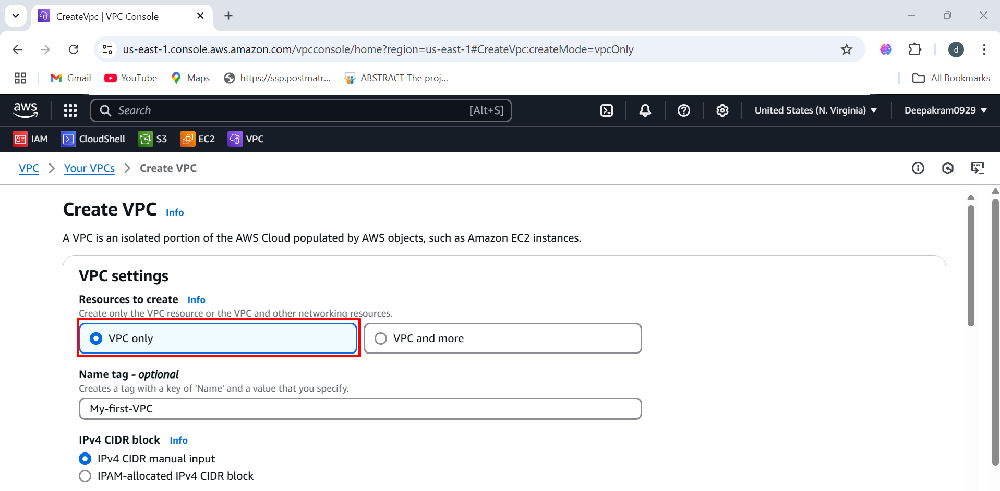 CreateVpc | VPC Console
us-east-1.console.aws.amazon.com/vpcconsole/home?region=us-east-1#CreateVpc:createMode=vpcOnly
d
Gmail YouTube Maps https://ssp.postmatr... ABSTRACT The proj... All Bookmarks
aws Search [Alt+S] United States (N. Virginia) Deepakram0929
IAM CloudShell S3 EC2 VPC
VPC Your VPCs Create VPC
Create VPC Info
A VPC is an isolated portion of the AWS Cloud populated by AWS objects, such as Amazon EC2 instances.
VPC settings
Resources to create Info
Create only the VPC resource or the VPC and other networking resources.
VPC only VPC and more
Name tag - optional
Creates a tag with a key of 'Name' and a value that you specify.
My-first-VPC
IPv4 CIDR block Info
IPv4 CIDR manual input
IPAM-allocated IPv4 CIDR block